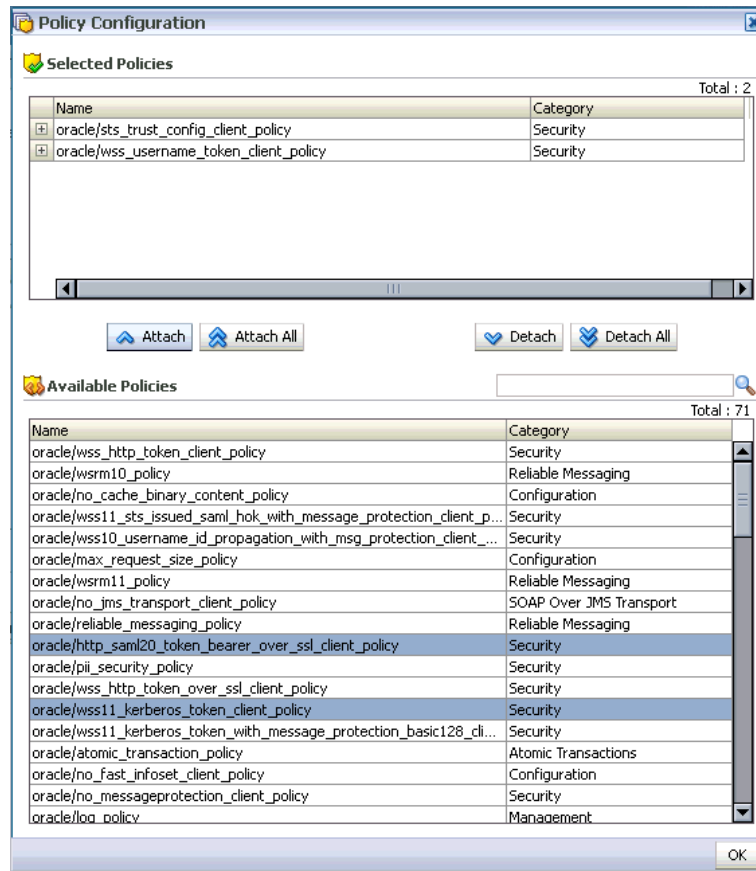 Policy Configuration
Selected Policies
Total : 2
Name Category
oracle/sts_trust_config_client_policy Security
oracle/wss_username_token_client_policy Security
Attach Attach All Detach Detach All
Available Policies
Total : 71
Name Category
oracle/wss_http_token_client_policy Security
oracle/wsrm10_policy Reliable Messaging
oracle/no_cache_binary_content_policy Configuration
oracle/wss11_sts_issued_saml_hok_with_message_protection_client_p... Security
oracle/wss10_username_id_propagation_with_msg_protection_client_... Security
oracle/max_request_size_policy Configuration
oracle/wsrm11_policy Reliable Messaging
oracle/no_jms_transport_client_policy SOAP Over JMS Transport
oracle/reliable_messaging_policy Reliable Messaging
oracle/http_saml20_token_bearer_over_ssl_client_policy Security
oracle/pii_security_policy Security
oracle/wss_http_token_over_ssl_client_policy Security
oracle/wss11_kerberos_token_client_policy Security
oracle/wss11_kerberos_token_with_message_protection_basic128_cli... Security
oracle/atomic_transaction_policy Atomic Transactions
oracle/no_fast_infoset_client_policy Configuration
oracle/no_messageprotection_client_policy Security
oracle/log_policy Management
OK